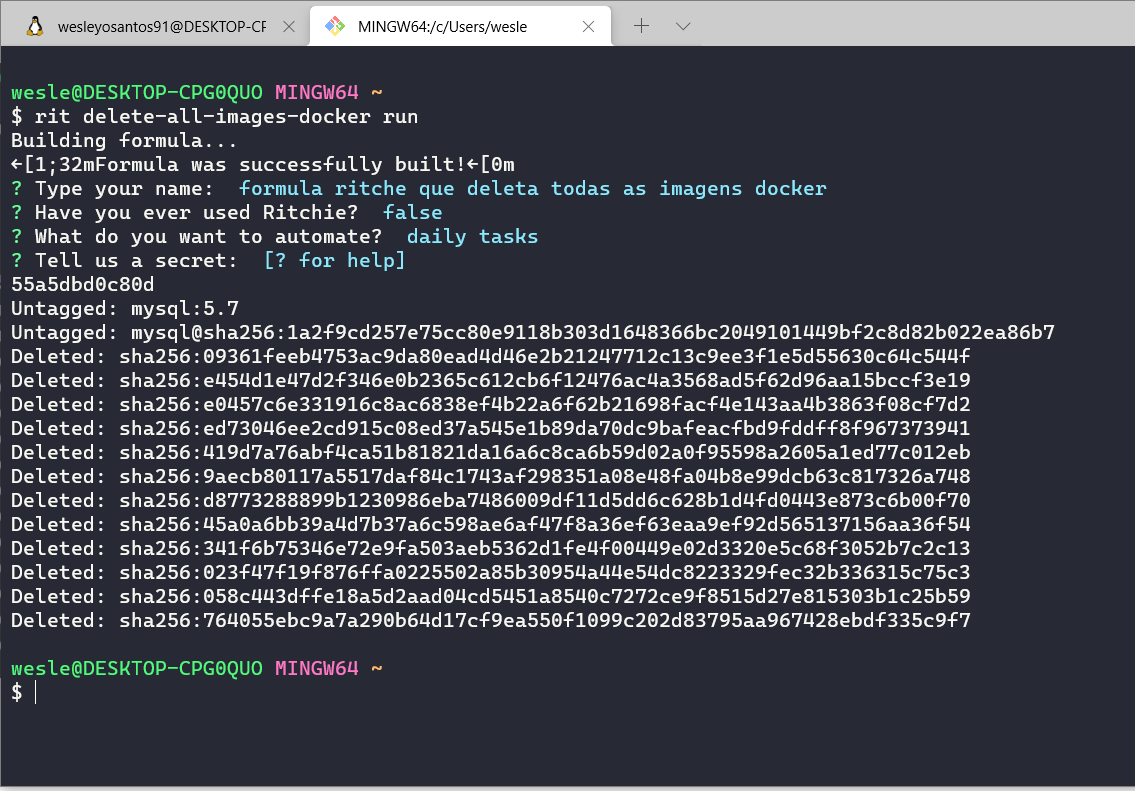 wesleyosantos91@DESKTOP-CF
MINGW64:/c/Users/wesle
wesle@DESKTOP-CPG0QUO MINGW64 ~
$ rit delete-all-images-docker run
Building formula...
←[1;32mFormula was successfully built!←[0m
? Type your name:  formula ritche que deleta todas as imagens docker
? Have you ever used Ritchie?  false
? What do you want to automate?  daily tasks
? Tell us a secret:  [? for help]
55a5dbd0c80d
Untagged: mysql:5.7
Untagged: mysql@sha256:1a2f9cd257e75cc80e9118b303d1648366bc2049101449bf2c8d82b022ea86b7
Deleted: sha256:09361feeb4753ac9da80ead4d46e2b21247712c13c9ee3f1e5d55630c64c544f
Deleted: sha256:e454d1e47d2f346e0b2365c612cb6f12476ac4a3568ad5f62d96aa15bccf3e19
Deleted: sha256:e0457c6e331916c8ac6838ef4b22a6f62b21698facf4e143aa4b3863f08cf7d2
Deleted: sha256:ed73046ee2cd915c08ed37a545e1b89da70dc9bafeacfbd9fddff8f967373941
Deleted: sha256:419d7a76abf4ca51b81821da16a6c8ca6b59d02a0f95598a2605a1ed77c012eb
Deleted: sha256:9aecb80117a5517daf84c1743af298351a08e48fa04b8e99dcb63c817326a748
Deleted: sha256:d8773288899b1230986eba7486009df11d5dd6c628b1d4fd0443e873c6b00f70
Deleted: sha256:45a0a6bb39a4d7b37a6c598ae6af47f8a36ef63eaa9ef92d565137156aa36f54
Deleted: sha256:341f6b75346e72e9fa503aeb5362d1fe4f00449e02d3320e5c68f3052b7c2c13
Deleted: sha256:023f47f19f876ffa0225502a85b30954a44e54dc8223329fec32b336315c75c3
Deleted: sha256:058c443dffe18a5d2aad04cd5451a8540c7272ce9f8515d27e815303b1c25b59
Deleted: sha256:764055ebc9a7a290b64d17cf9ea550f1099c202d83795aa967428ebdf335c9f7
wesle@DESKTOP-CPG0QUO MINGW64 ~
$